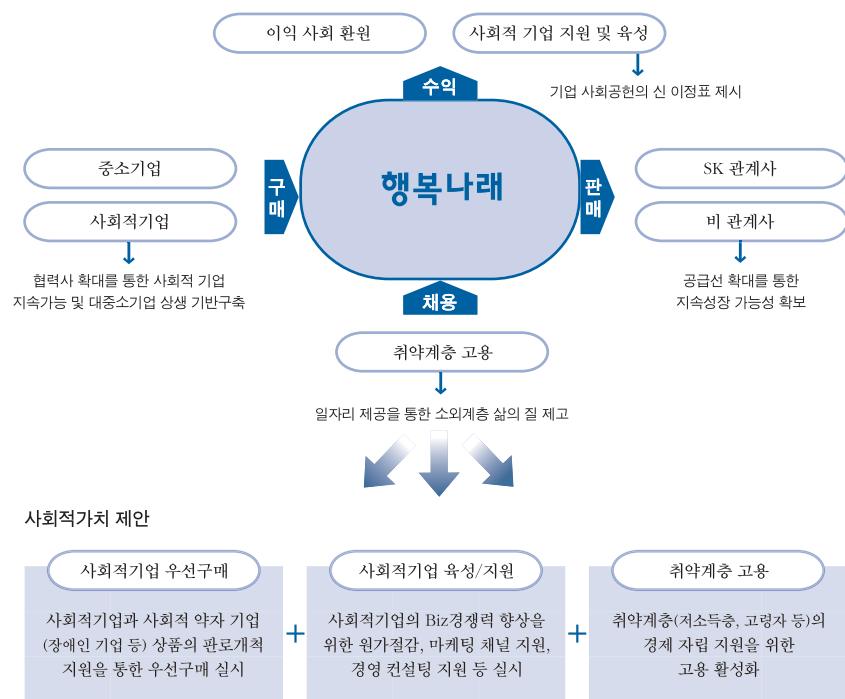 이익 사회 환원
사회적 기업 지원 및 육성
기업 사회공헌의 신 이정표 제시
수익
중소기업
사회적기업
협력사 확대를 통한 사회적 기업
지속가능 및 대중소기업 상생 기반구축
구매
행복나래
판매
SK 관계사
비 관계사
공급선 확대를 통한
지속성장 가능성 확보
채용
취약계층 고용
일자리 제공을 통한 소외계층 삶의 질 제고
사회적가치 제안
사회적기업 우선구매
사회적기업과 사회적 약자 기업
(장애인 기업 등) 상품의 판로개척
지원을 통한 우선구매 실시
+
사회적기업 육성/지원
사회적기업의 Biz경쟁력 향상을
위한 원가절감, 마케팅 채널 지원,
경영 컨설팅 지원 등 실시
+
취약계층 고용
취약계층(저소득층, 고령자 등)의
경제 자립 지원을 위한
고용 활성화